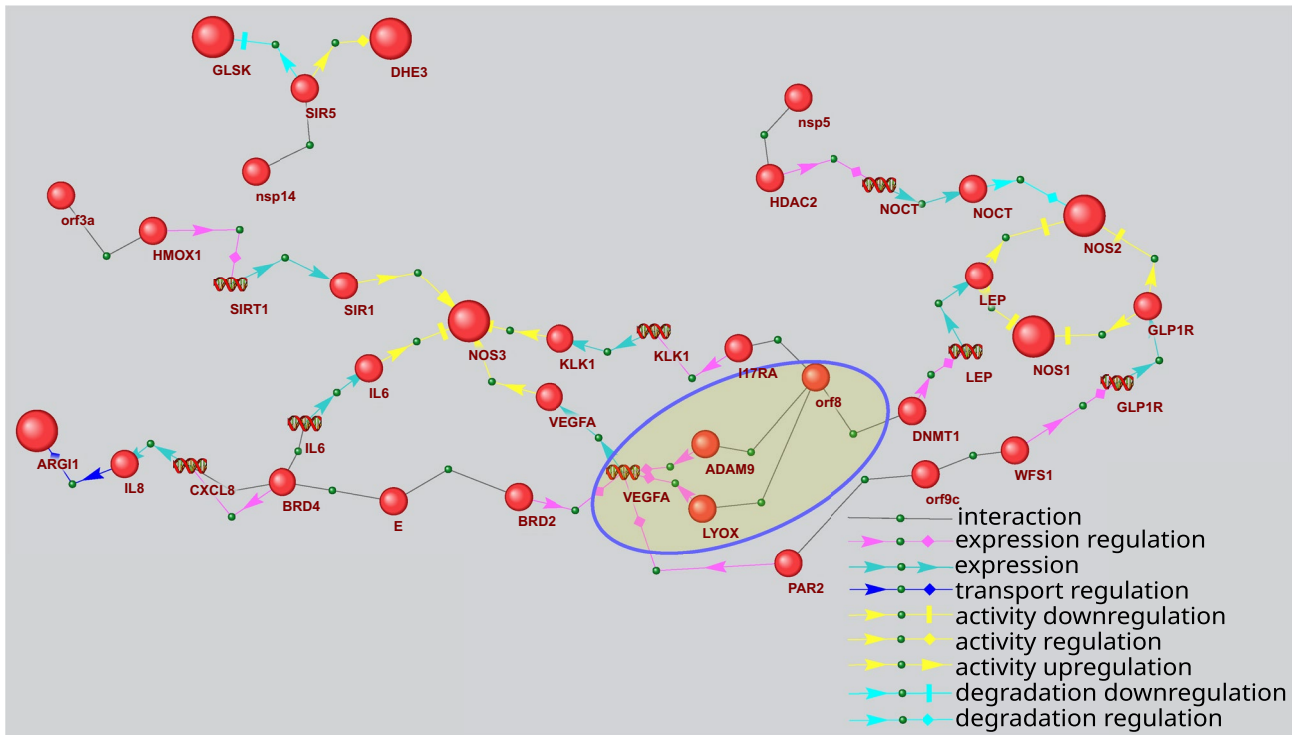 GLSK
DHE3
SIR5
nsp5
nsp14
HDAC2
NOCT
NOCT
orf3a
NOS2
HMOX1
SIRT1
SIR1
LEP
GLP1R
NOS3
KLK1
KLK1
I17RA
LEP
NOS1
GLP1R
IL6
orf8
VEGFA
DNMT1
IL6
ARGI1
IL8
CXCL8
BRD4
E
BRD2
VEGFA
ADAM9
LYOX
WFS1
orf9c
PAR2
interaction
expression regulation
expression
transport regulation
activity downregulation
activity regulation
activity upregulation
degradation downregulation
degradation regulation